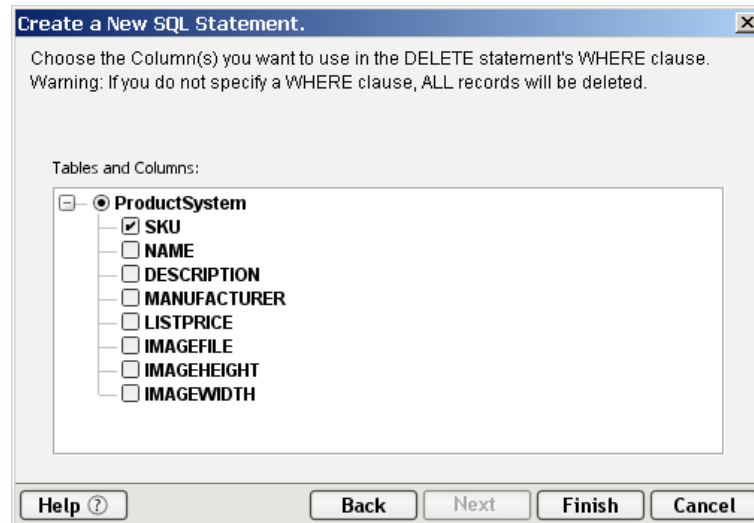 Create a New SQL Statement.
Choose the Column(s) you want to use in the DELETE statement's WHERE clause.
Warning: If you do not specify a WHERE clause, ALL records will be deleted.
Tables and Columns:
ProductSystem
SKU
NAME
DESCRIPTION
MANUFACTURER
LISTPRICE
IMAGEFILE
IMAGEHEIGHT
IMAGEWIDTH
Help ? Back Next Finish Cancel